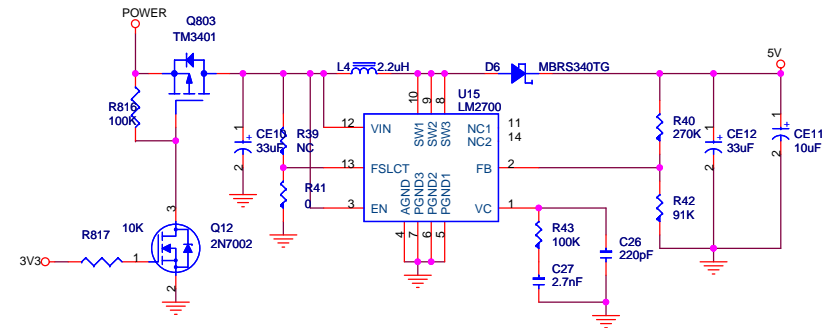 POWER
Q803
TM3401
5V
L4 2.2uH
D6 MBRS340TG
U15
LM2700
R816
100K
10
9
8
SW1
SW2
SW3
12 VIN
NC1 11
NC2 14
1
CE10
33uF
2
R39
NC
13 FSLCT
FB 2
R40
270K
1
CE12
33uF
2
1
CE11
10uF
2
R41
0
3 EN
AGND
PGND3
PGND2
PGND1
VC 1
4
7
6
5
R42
91K
3
10K
Q12
2N7002
R817
3V3
1
2
R43
100K
C26
220pF
C27
2.7nF